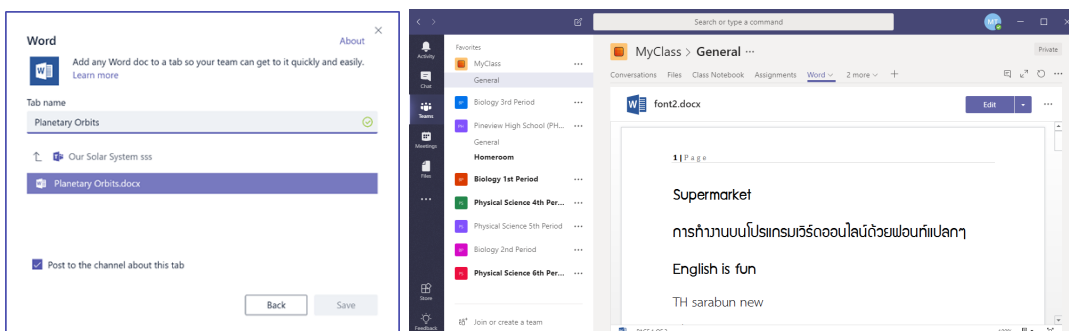 Word
About
Add any Word doc to a tab so your team can get to it quickly and easily.
Learn more
Tab name
Planetary Orbits
Our Solar System sss
Planetary Orbits.docx
Post to the channel about this tab
Back
Save
Search or type a command
MT
Activity
Chat
Teams
Meetings
Files
Store
Feedback
Favorites
MyClass
General
Biology 3rd Period
Pineview High School (PH...
General
Homeroom
Biology 1st Period
Physical Science 4th Per...
Physical Science 5th Period
Biology 2nd Period
Physical Science 6th Per...
Join or create a team
MyClass > General
Private
Conversations Files Class Notebook Assignments Word 2 more
font2.docx
Edit
1 | Page
Supermarket
การทำงานบนโปรแกรมเวิร์ดออนไลน์ด้วยฟอนท์แปลกๆ
English is fun
TH sarabun new